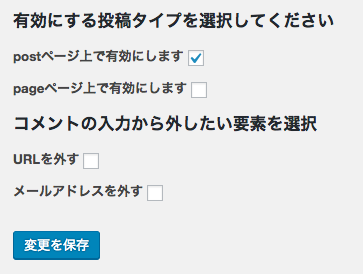 有効にする投稿タイプを選択してください
postページ上で有効にします
pageページ上で有効にします
コメントの入力から外したい要素を選択
URLを外す
メールアドレスを外す
変更を保存